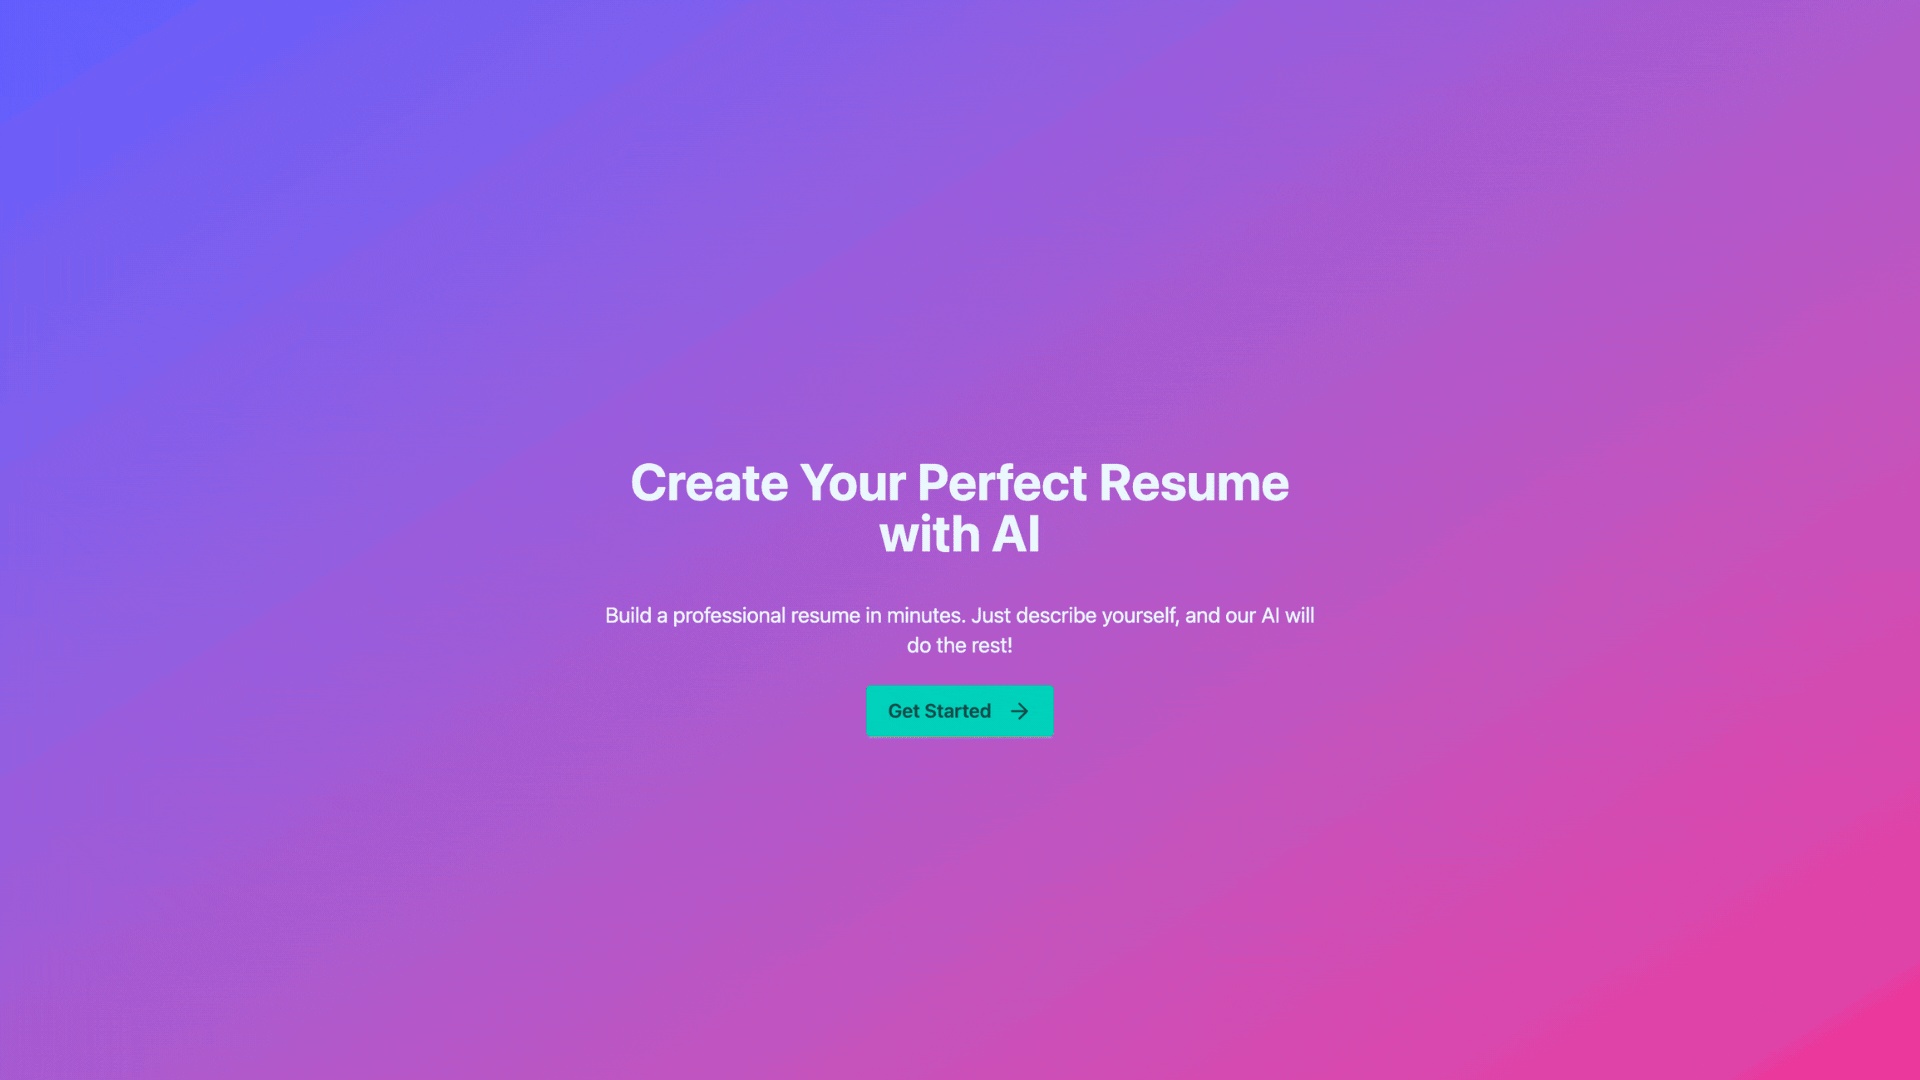 Create Your Perfect Resume
with AI
Build a professional resume in minutes. Just describe yourself, and our AI will
do the rest!
Get Started